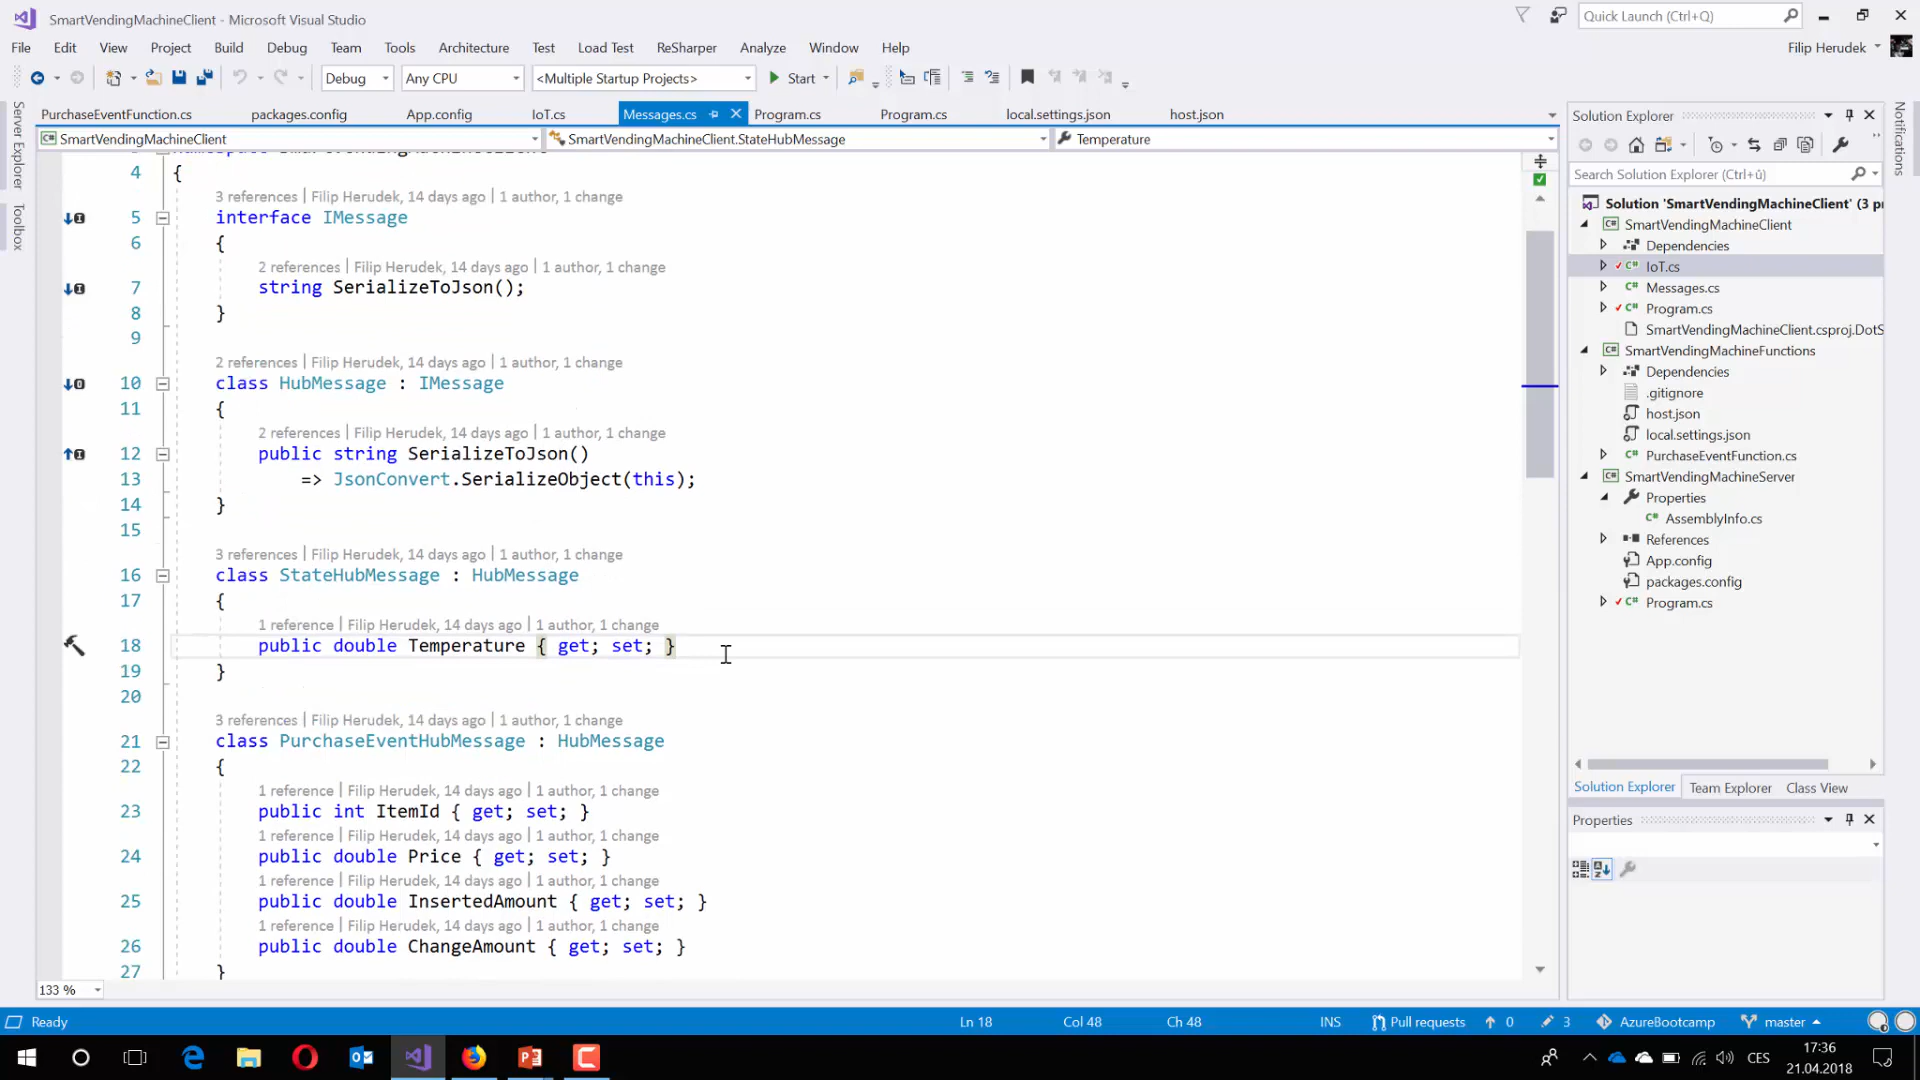 SmartVendingMachineClient - Microsoft Visual Studio
Quick Launch (Ctrl+Q)
File Edit View Project Build Debug Team Tools Architecture Test Load Test ReSharper Analyze Window Help
Filip Herudek
Debug Any CPU <Multiple Startup Projects> Start
PurchaseEventFunction.cs packages.config App.config IoT.cs Messages.cs Program.cs Program.cs local.settings.json host.json
SmartVendingMachineClient SmartVendingMachineClient.StateHubMessage Temperature
Server Explorer
Toolbox
4 {
3 references | Filip Herudek, 14 days ago | 1 author, 1 change
5 interface IMessage
6 {
2 references | Filip Herudek, 14 days ago | 1 author, 1 change
7 string SerializeToJson();
8 }
9
2 references | Filip Herudek, 14 days ago | 1 author, 1 change
10 class HubMessage : IMessage
11 {
2 references | Filip Herudek, 14 days ago | 1 author, 1 change
12 public string SerializeToJson()
13 => JsonConvert.SerializeObject(this);
14 }
15
3 references | Filip Herudek, 14 days ago | 1 author, 1 change
16 class StateHubMessage : HubMessage
17 {
1 reference | Filip Herudek, 14 days ago | 1 author, 1 change
18 public double Temperature { get; set; }
19 }
20
3 references | Filip Herudek, 14 days ago | 1 author, 1 change
21 class PurchaseEventHubMessage : HubMessage
22 {
1 reference | Filip Herudek, 14 days ago | 1 author, 1 change
23 public int ItemId { get; set; }
1 reference | Filip Herudek, 14 days ago | 1 author, 1 change
24 public double Price { get; set; }
1 reference | Filip Herudek, 14 days ago | 1 author, 1 change
25 public double InsertedAmount { get; set; }
1 reference | Filip Herudek, 14 days ago | 1 author, 1 change
26 public double ChangeAmount { get; set; }
27 }
133 %
Solution Explorer
Search Solution Explorer (Ctrl+ů)
Solution 'SmartVendingMachineClient' (3 pr
SmartVendingMachineClient
Dependencies
IoT.cs
Messages.cs
Program.cs
SmartVendingMachineClient.csproj.DotS
SmartVendingMachineFunctions
Dependencies
.gitignore
host.json
local.settings.json
PurchaseEventFunction.cs
SmartVendingMachineServer
Properties
AssemblyInfo.cs
References
App.config
packages.config
Program.cs
Solution Explorer Team Explorer Class View
Properties
Notifications
Ready Ln 18 Col 48 Ch 48 INS Pull requests 0 3 AzureBootcamp master
CES 17:36
21.04.2018